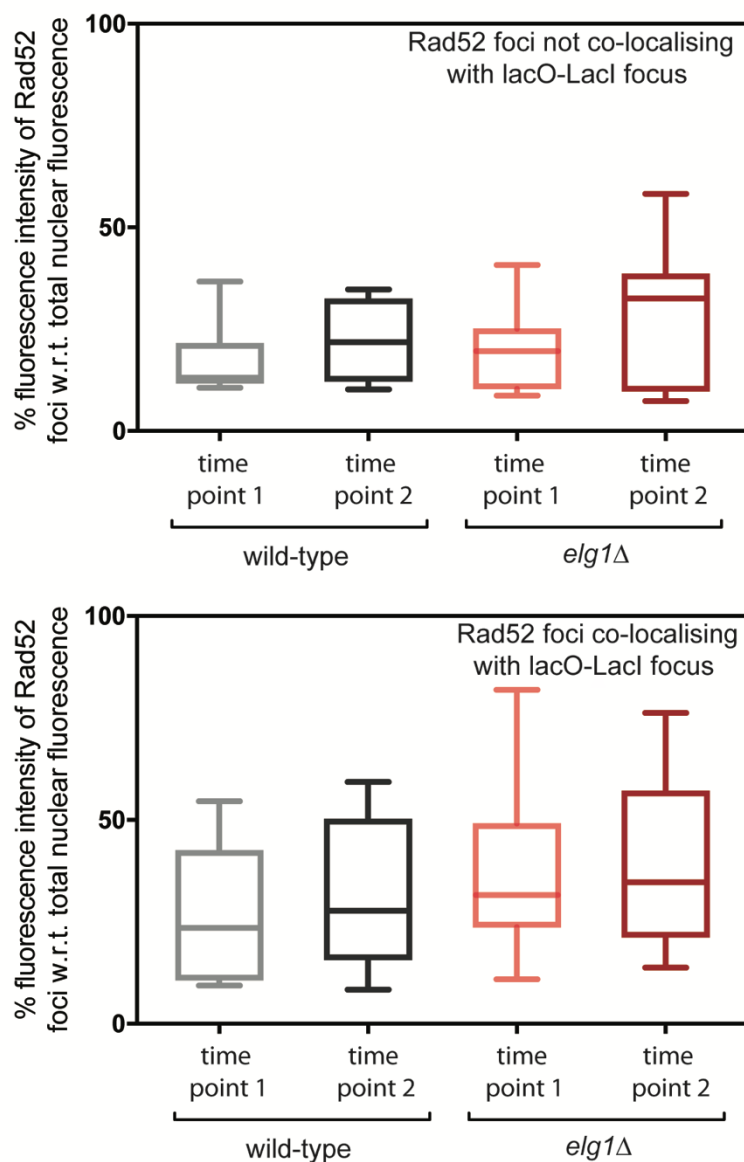 % fluorescence intensity of Rad52
foci w.r.t. total nuclear fluorescence
100
50
0
Rad52 foci not co-localising
with lacO-LacI focus
time
point 1
time
point 2
time
point 1
time
point 2
wild-type
elg1Δ
% fluorescence intensity of Rad52
foci w.r.t. total nuclear fluorescence
100
50
0
Rad52 foci co-localising
with lacO-LacI focus
time
point 1
time
point 2
time
point 1
time
point 2
wild-type
elg1Δ